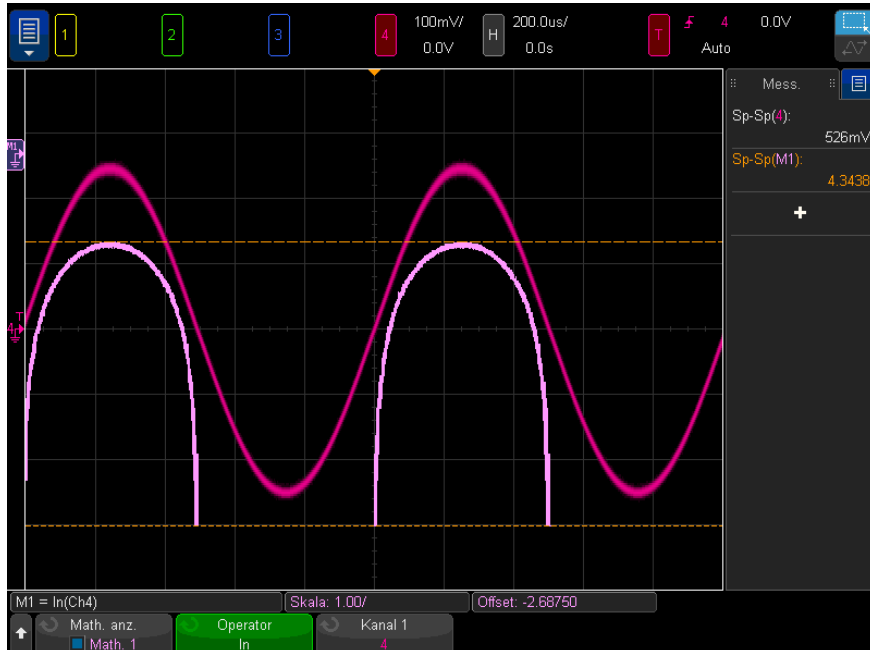 1
2
3
4
100mV/
0.0V
H
200.0us/
0.0s
T
4
0.0V
Auto
Mess.
Sp-Sp(4):
526mV
Sp-Sp(M1):
4.3438
+
M1
T
4
M1 = ln(Ch4)
Skala: 1.00/
Offset: -2.68750
Math. anz.
Math. 1
Operator
ln
Kanal 1
4